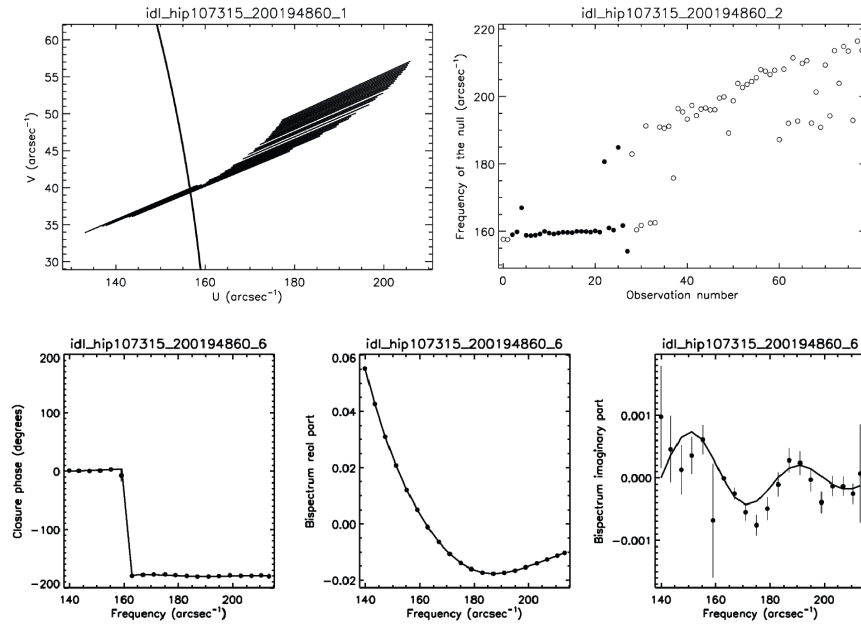 idl_hip107315_200194860_1
60
55
50
45
40
35
30
V (arcsec⁻¹)
140 160 180 200
U (arcsec⁻¹)
idl_hip107315_200194860_2
220
200
180
160
Frequency of the null (arcsec⁻¹)
0 20 40 60
Observation number
idl_hip107315_200194860_6
200
100
0
−100
−200
Closure phase (degrees)
140 160 180 200
Frequency (arcsec⁻¹)
idl_hip107315_200194860_6
0.06
0.04
0.02
0.00
−0.02
Bispectrum real part
140 160 180 200
Frequency (arcsec⁻¹)
idl_hip107315_200194860_6
0.001
0.000
−0.001
Bispectrum imaginary part
140 160 180 200
Frequency (arcsec⁻¹)